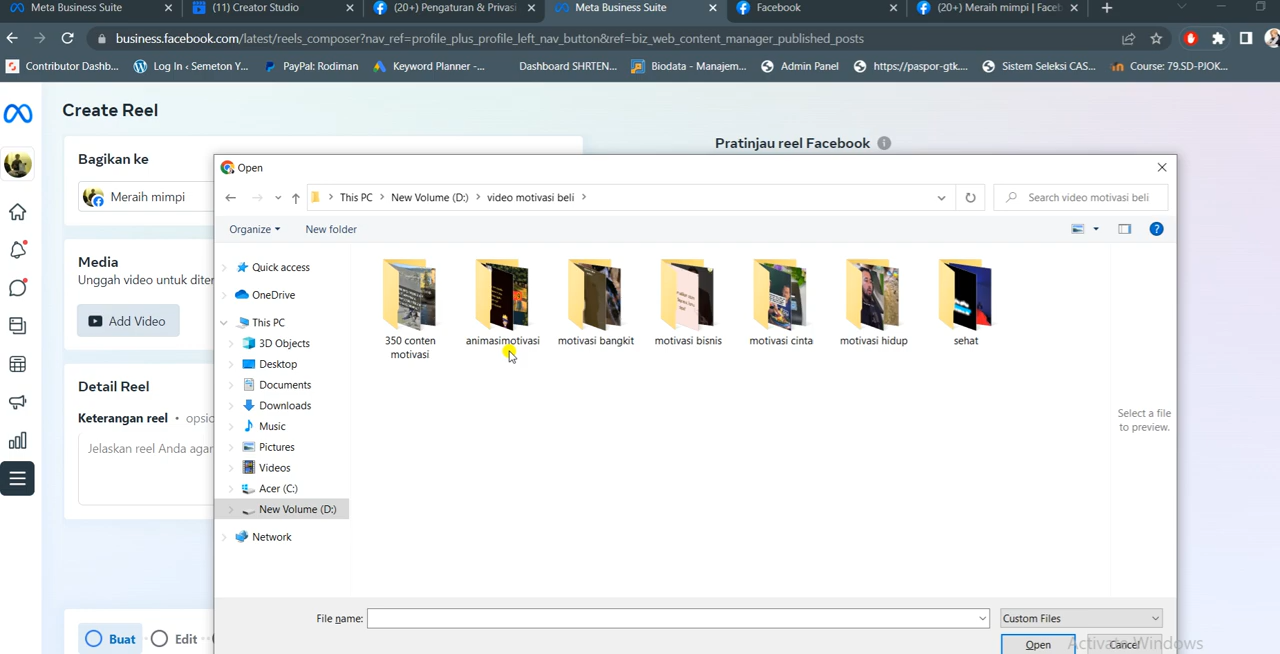 Meta Business Suite
(11) Creator Studio
(20+) Pengaturan & Privasi
Meta Business Suite
Facebook
(20+) Meraih mimpi | Faceb
business.facebook.com/latest/reels_composer?nav_ref=profile_plus_profile_left_nav_button&ref=biz_web_content_manager_published_posts
Contributor Dashb...
Log In ‹ Semeton Y...
PayPal: Rodiman
Keyword Planner -...
Dashboard SHRTEN...
Biodata - Manajem...
Admin Panel
https://paspor-gtk....
Sistem Seleksi CAS...
Course: 79.SD-PJOK...
Create Reel
Bagikan ke
Pratinjau reel Facebook
Meraih mimpi
Media
Unggah video untuk diter
Add Video
Detail Reel
Keterangan reel • opsio
Jelaskan reel Anda agar
Buat
Edit
Open
This PC > New Volume (D:) > video motivasi beli >
Search video motivasi beli
Organize
New folder
Quick access
OneDrive
This PC
3D Objects
Desktop
Documents
Downloads
Music
Pictures
Videos
Acer (C:)
New Volume (D:)
Network
350 conten
motivasi
animasimotivasi
motivasi bangkit
motivasi bisnis
motivasi cinta
motivasi hidup
sehat
Select a file
to preview.
File name:
Custom Files
Open
Cancel
Activate Windows